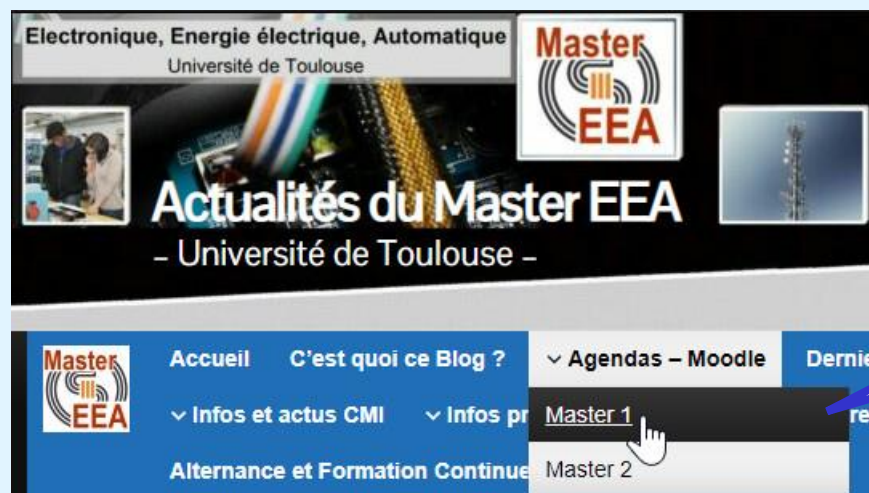 Electronique, Energie électrique, Automatique
Université de Toulouse
Master
EEA
Actualités du Master EEA
– Université de Toulouse –
Master
EEA
Accueil C'est quoi ce Blog ? Agendas – Moodle
Infos et actus CMI Infos Master 1
Alternance et Formation Continue Master 2